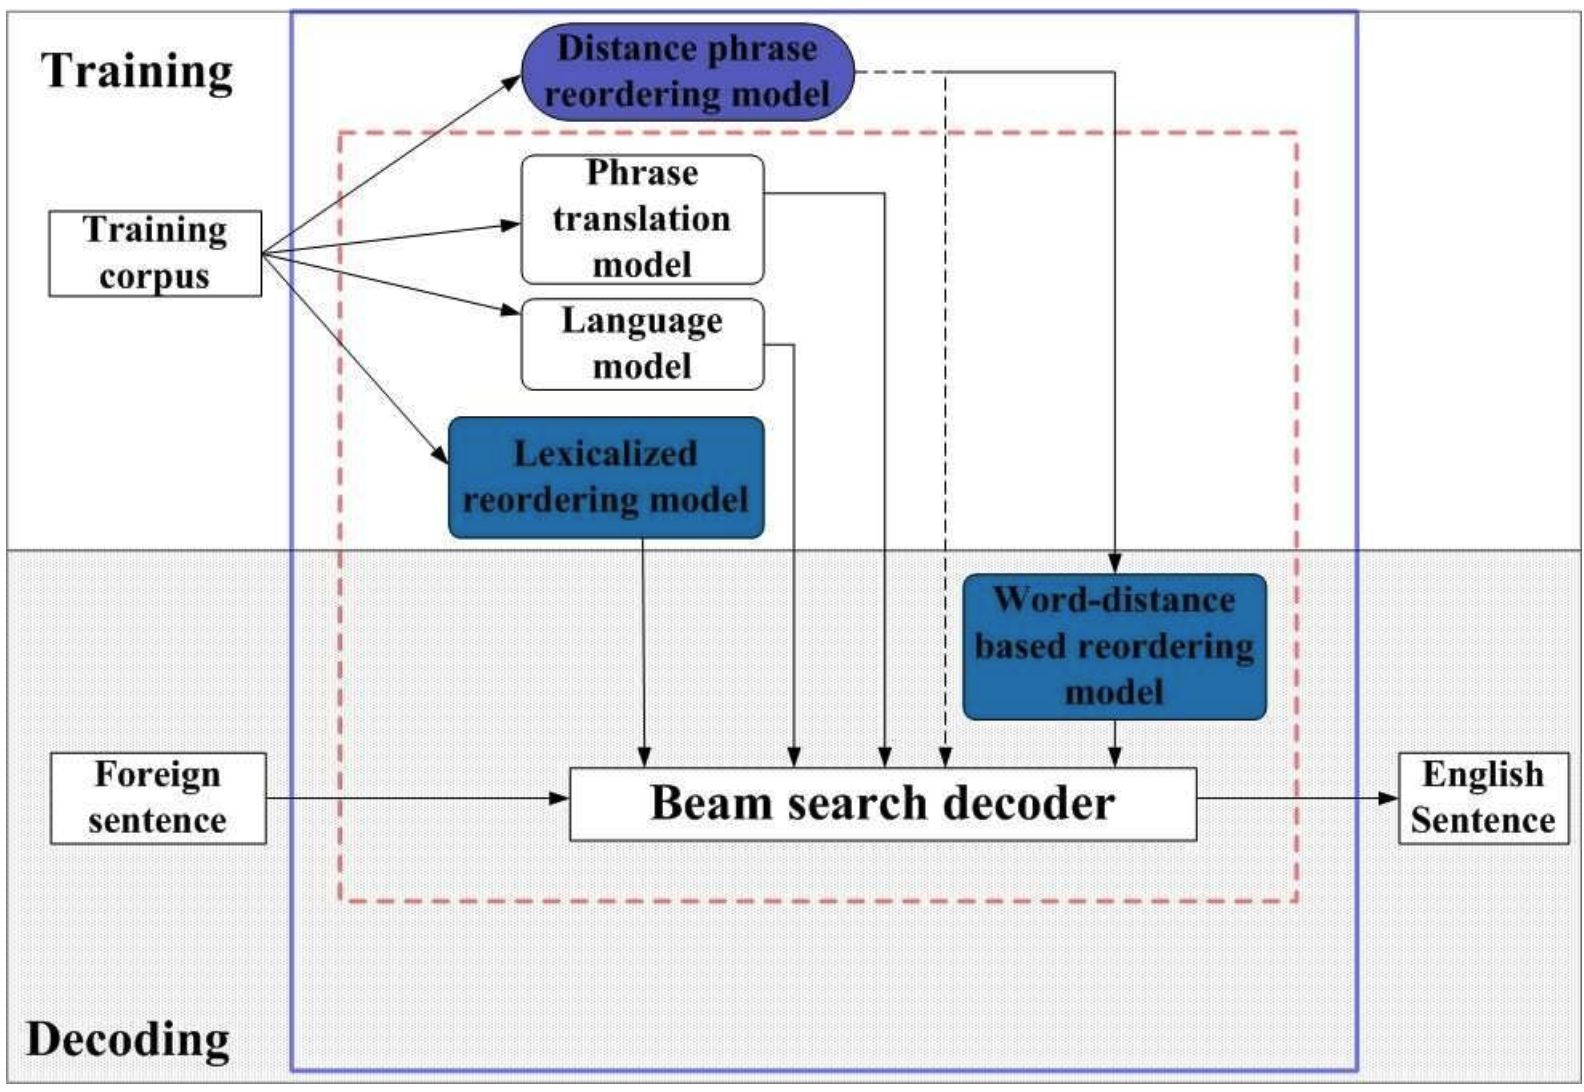 Training
Distance phrase
reordering model
Training
corpus
Phrase
translation
model
Language
model
Lexicalized
reordering model
Word-distance
based reordering
model
Foreign
sentence
Beam search decoder
English
Sentence
Decoding